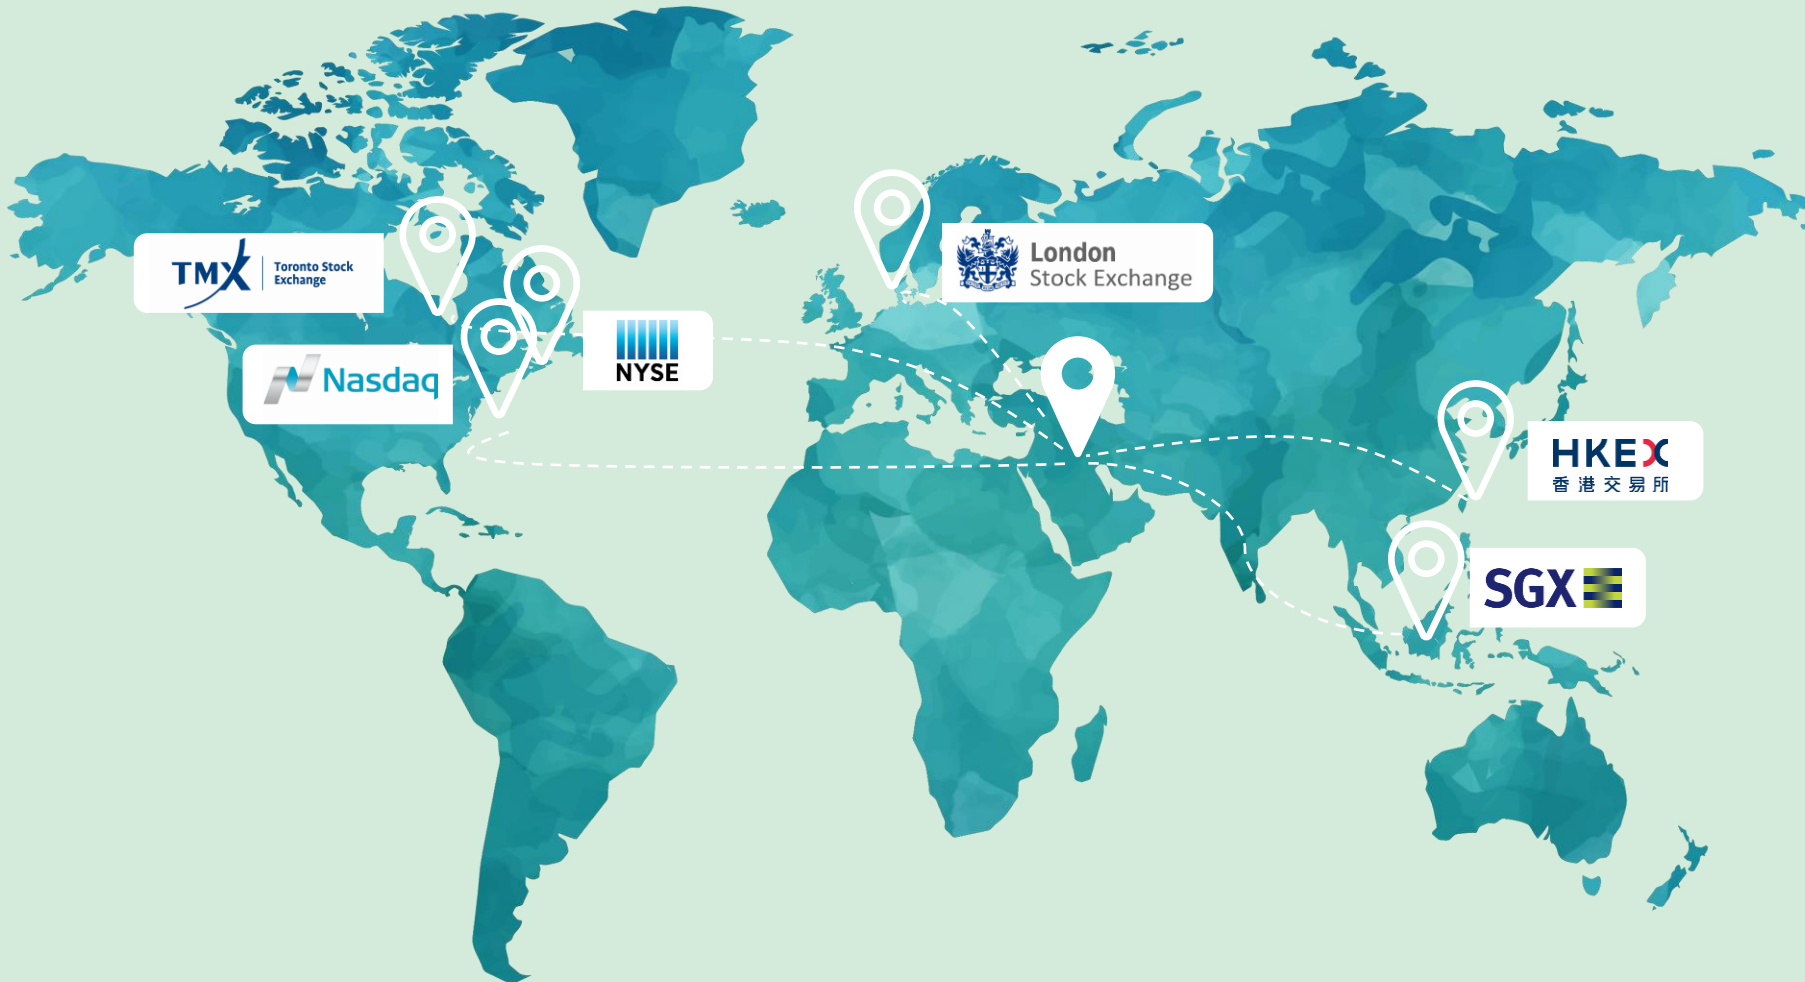 TMX
Toronto Stock
Exchange
Nasdaq
NYSE
London
Stock Exchange
HKEX
香港交易所
SGX